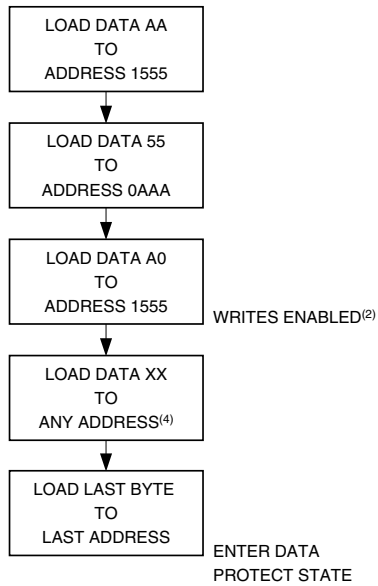 LOAD DATA AA
TO
ADDRESS 1555
LOAD DATA 55
TO
ADDRESS 0AAA
LOAD DATA A0
TO
ADDRESS 1555
WRITES ENABLED(2)
LOAD DATA XX
TO
ANY ADDRESS(4)
LOAD LAST BYTE
TO
LAST ADDRESS
ENTER DATA
PROTECT STATE